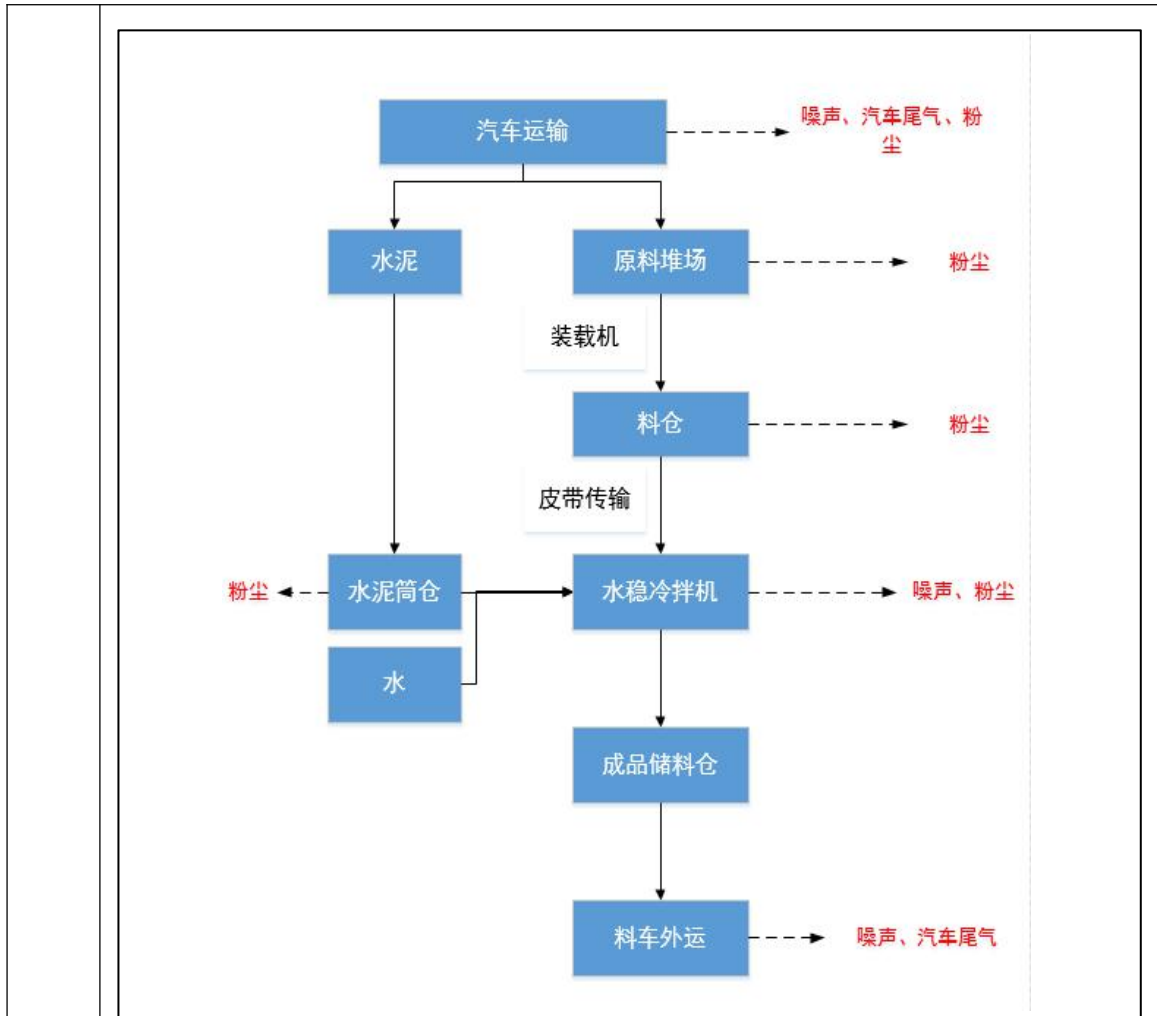 汽车运输
噪声、汽车尾气、粉
尘
水泥
原料堆场
粉尘
装载机
料仓
粉尘
皮带传输
粉尘
水泥筒仓
水稳冷拌机
噪声、粉尘
水
成品储料仓
料车外运
噪声、汽车尾气